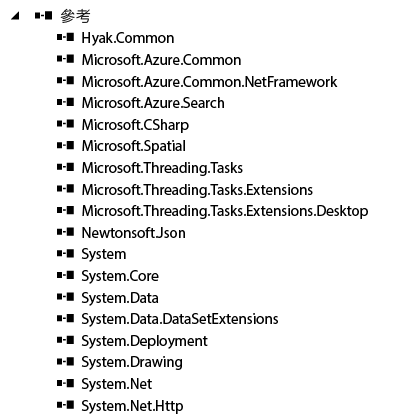 參考
Hyak.Common
Microsoft.Azure.Common
Microsoft.Azure.Common.NetFramework
Microsoft.Azure.Search
Microsoft.CSharp
Microsoft.Spatial
Microsoft.Threading.Tasks
Microsoft.Threading.Tasks.Extensions
Microsoft.Threading.Tasks.Extensions.Desktop
Newtonsoft.Json
System
System.Core
System.Data
System.Data.DataSetExtensions
System.Deployment
System.Drawing
System.Net
System.Net.Http